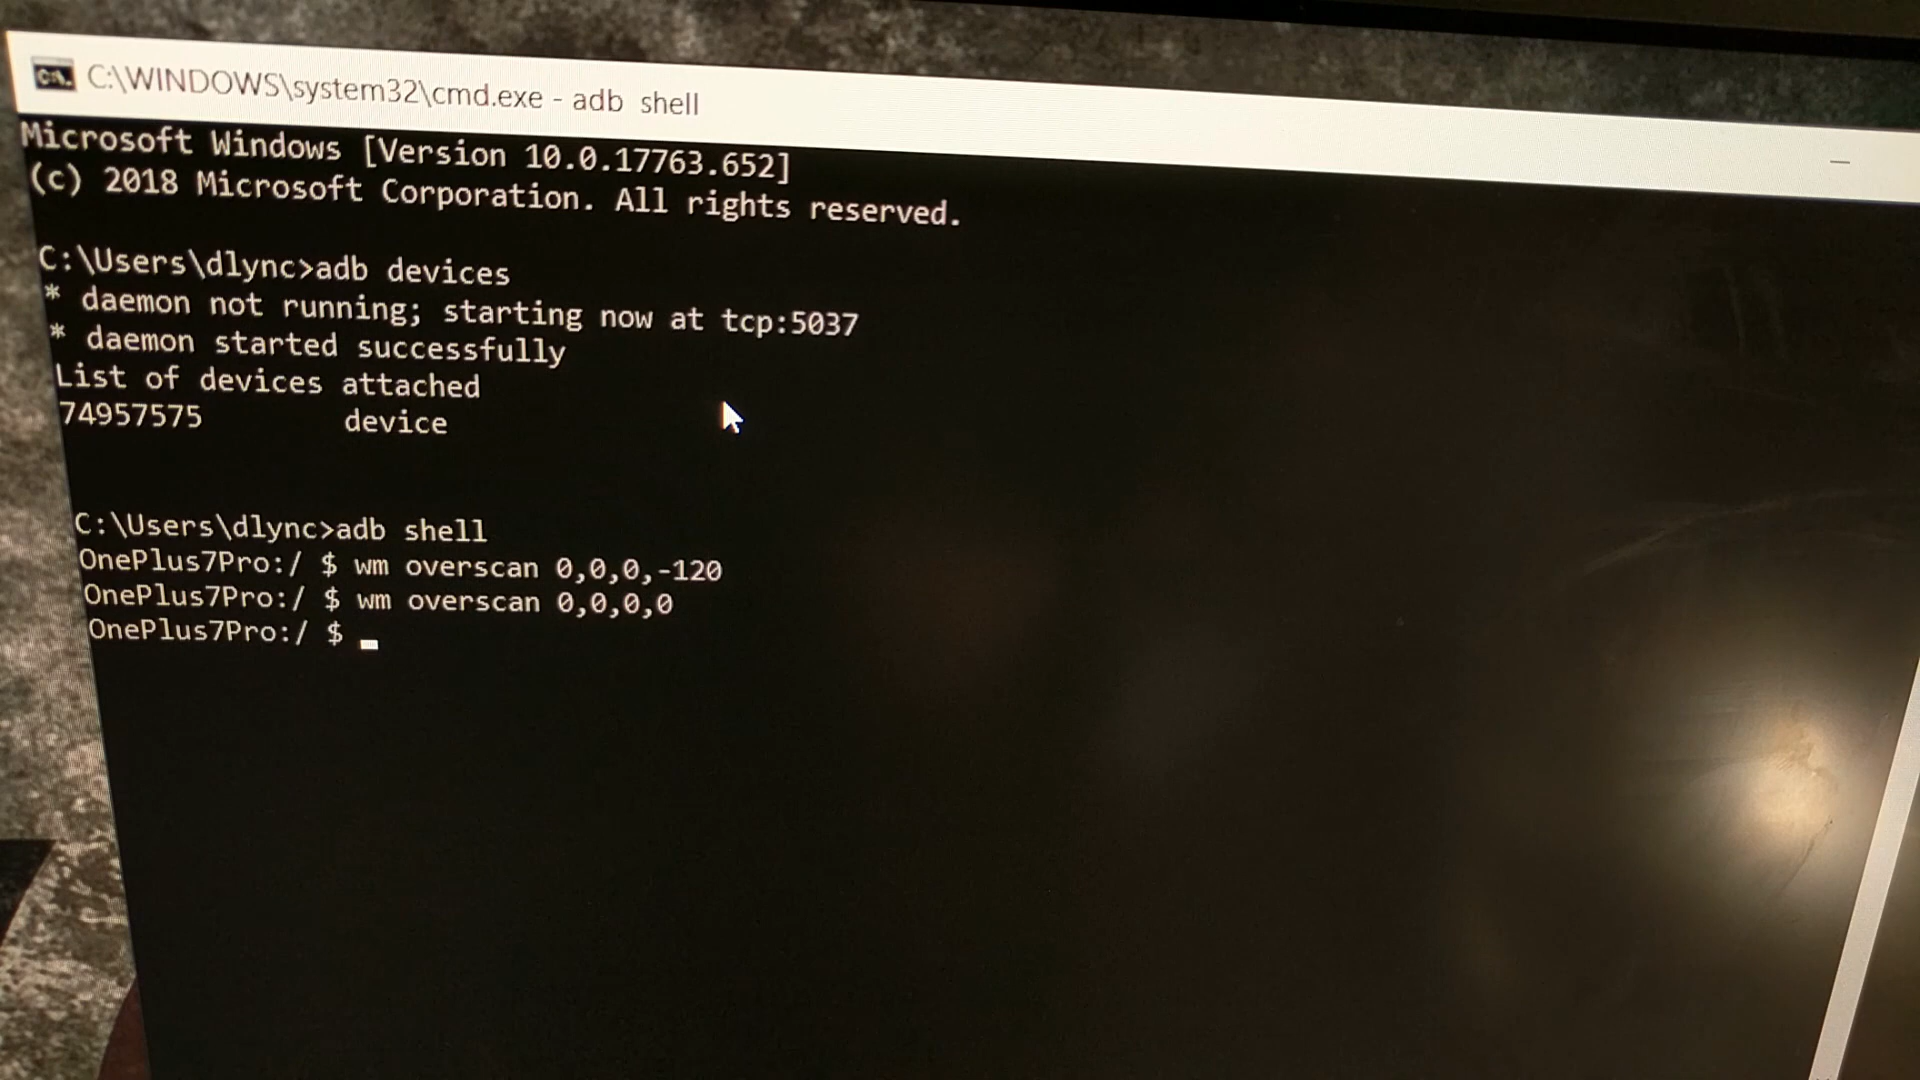 C:\WINDOWS\system32\cmd.exe - adb  shell
Microsoft Windows [Version 10.0.17763.652]
(c) 2018 Microsoft Corporation. All rights reserved.
C:\Users\dlync>adb devices
* daemon not running; starting now at tcp:5037
* daemon started successfully
List of devices attached
74957575        device
C:\Users\dlync>adb shell
OnePlus7Pro:/ $ wm overscan 0,0,0,-120
OnePlus7Pro:/ $ wm overscan 0,0,0,0
OnePlus7Pro:/ $